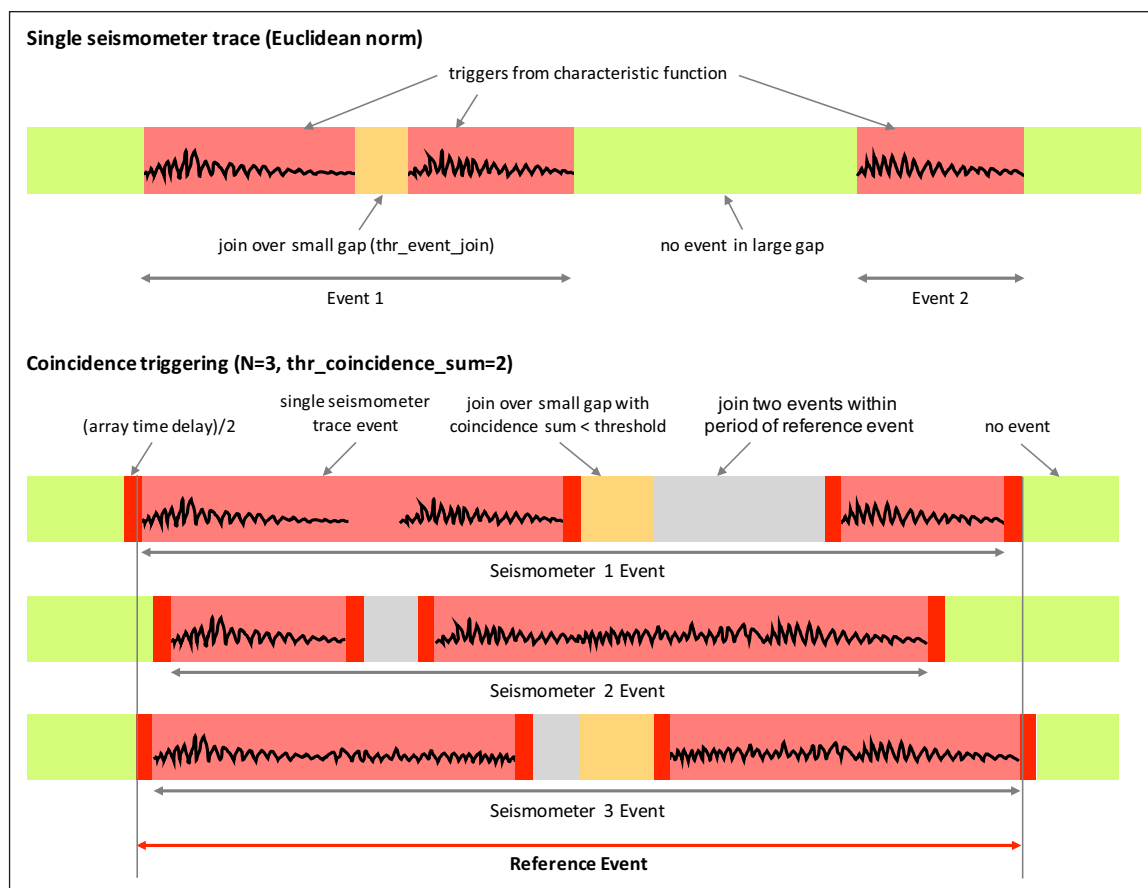 Single seismometer trace (Euclidean norm)
triggers from characteristic function
join over small gap (thr_event_join)
no event in large gap
Event 1
Event 2
Coincidence triggering (N=3, thr_coincidence_sum=2)
(array time delay)/2
single seismometer
trace event
join over small gap with
coincidence sum < threshold
join two events within
period of reference event
no event
Seismometer 1 Event
Seismometer 2 Event
Seismometer 3 Event
Reference Event